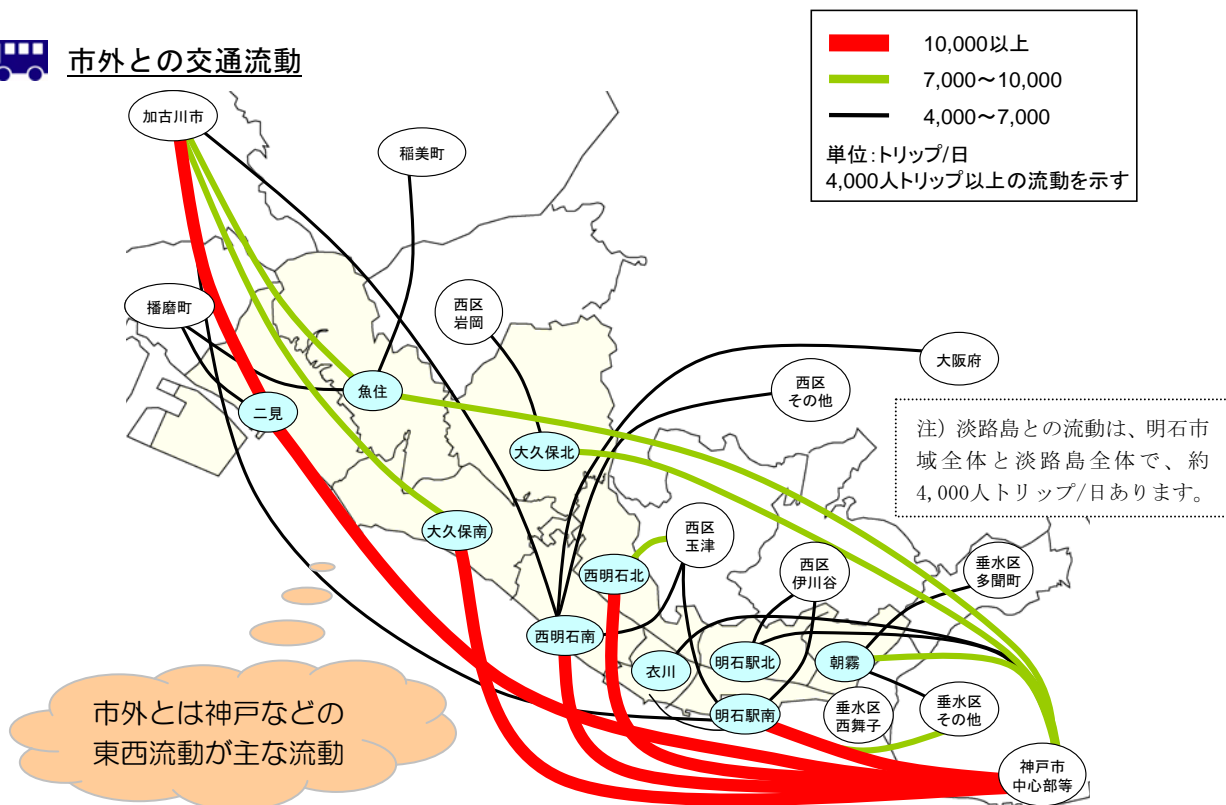 市外との交通流動
10,000以上
7,000～10,000
4,000～7,000
単位:トリップ/日
4,000人トリップ以上の流動を示す
加古川市
稲美町
播磨町
西区
岩岡
大阪府
西区
その他
魚住
二見
大久保北
注) 淡路島との流動は、明石市
域全体と淡路島全体で、約
4,000人トリップ/日あります。
大久保南
西区
玉津
西明石北
西区
伊川谷
垂水区
多聞町
西明石南
衣川
明石駅北
朝霧
明石駅南
垂水区
西舞子
垂水区
その他
市外とは神戸などの
東西流動が主な流動
神戸市
中心部等